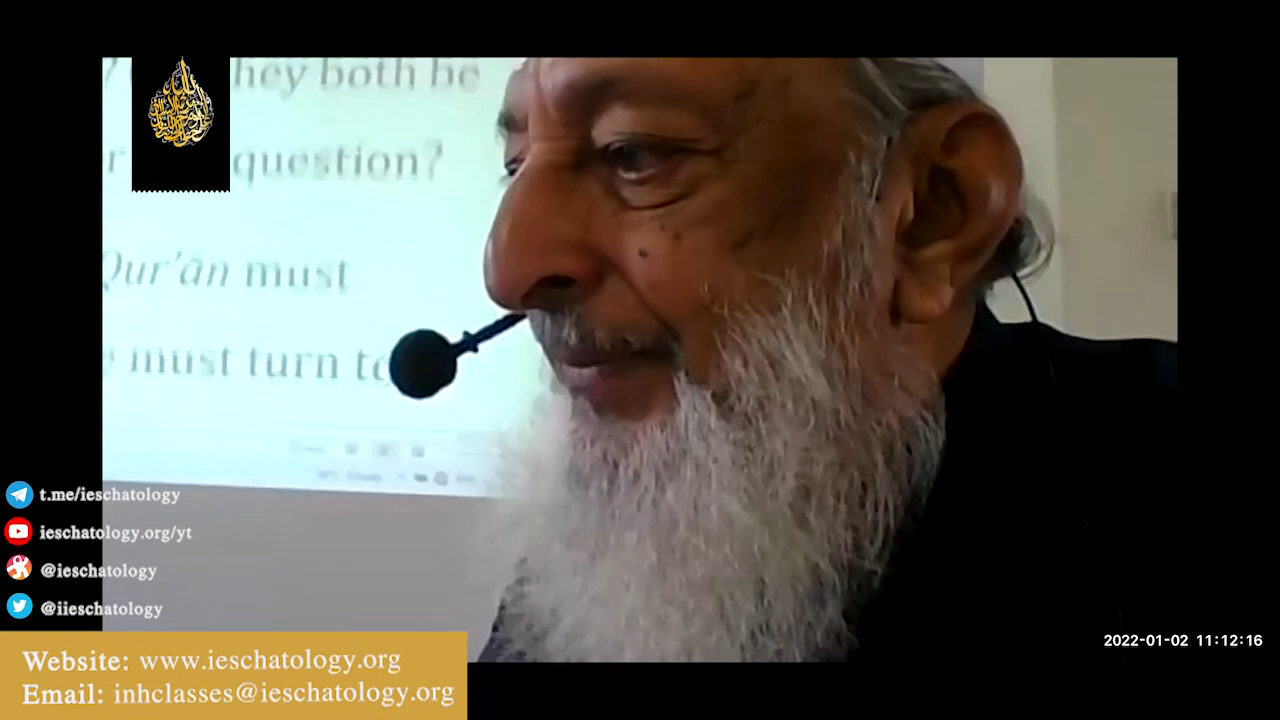 hey both be
question?
Qur'ān must
must turn to
t.me/ieschatology
ieschatology.org/yt
@ieschatology
@iieschatology
2022-01-02 11:12:16
Website: www.ieschatology.org
Email: inhclasses@ieschatology.org